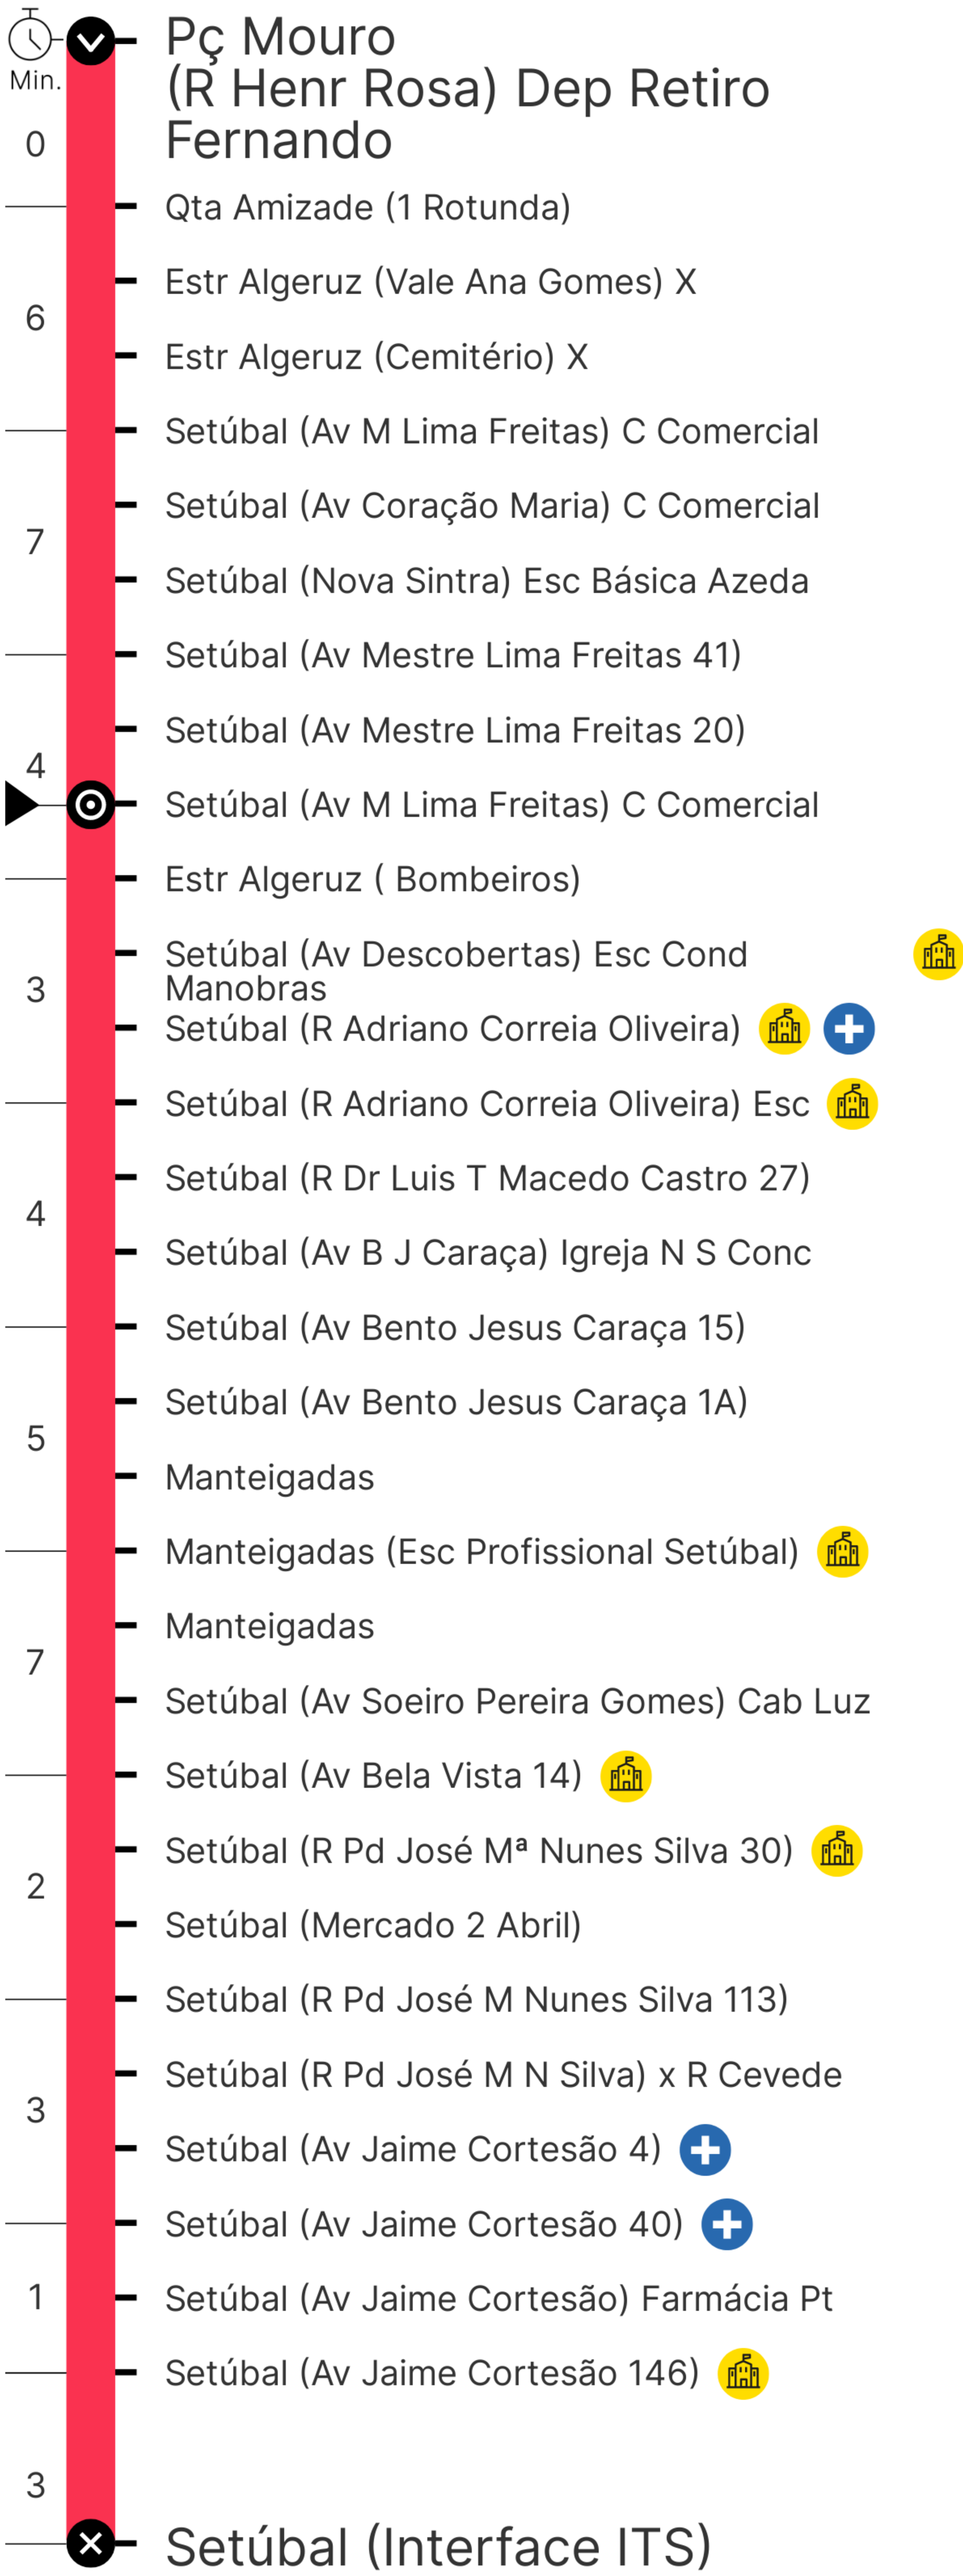 Min.
Pç Mouro
(R Henr Rosa) Dep Retiro
Fernando
0
Qta Amizade (1 Rotunda)
Estr Algeruz (Vale Ana Gomes) X
6
Estr Algeruz (Cemitério) X
Setúbal (Av M Lima Freitas) C Comercial
Setúbal (Av Coração Maria) C Comercial
7
Setúbal (Nova Sintra) Esc Básica Azeda
Setúbal (Av Mestre Lima Freitas 41)
Setúbal (Av Mestre Lima Freitas 20)
4
Setúbal (Av M Lima Freitas) C Comercial
Estr Algeruz ( Bombeiros)
Setúbal (Av Descobertas) Esc Cond
Manobras
3
Setúbal (R Adriano Correia Oliveira)
Setúbal (R Adriano Correia Oliveira) Esc
Setúbal (R Dr Luis T Macedo Castro 27)
4
Setúbal (Av B J Caraça) Igreja N S Conc
Setúbal (Av Bento Jesus Caraça 15)
Setúbal (Av Bento Jesus Caraça 1A)
5
Manteigadas
Manteigadas (Esc Profissional Setúbal)
Manteigadas
7
Setúbal (Av Soeiro Pereira Gomes) Cab Luz
Setúbal (Av Bela Vista 14)
Setúbal (R Pd José Mª Nunes Silva 30)
2
Setúbal (Mercado 2 Abril)
Setúbal (R Pd José M Nunes Silva 113)
Setúbal (R Pd José M N Silva) x R Cevede
3
Setúbal (Av Jaime Cortesão 4)
Setúbal (Av Jaime Cortesão 40)
1
Setúbal (Av Jaime Cortesão) Farmácia Pt
Setúbal (Av Jaime Cortesão 146)
3
Setúbal (Interface ITS)